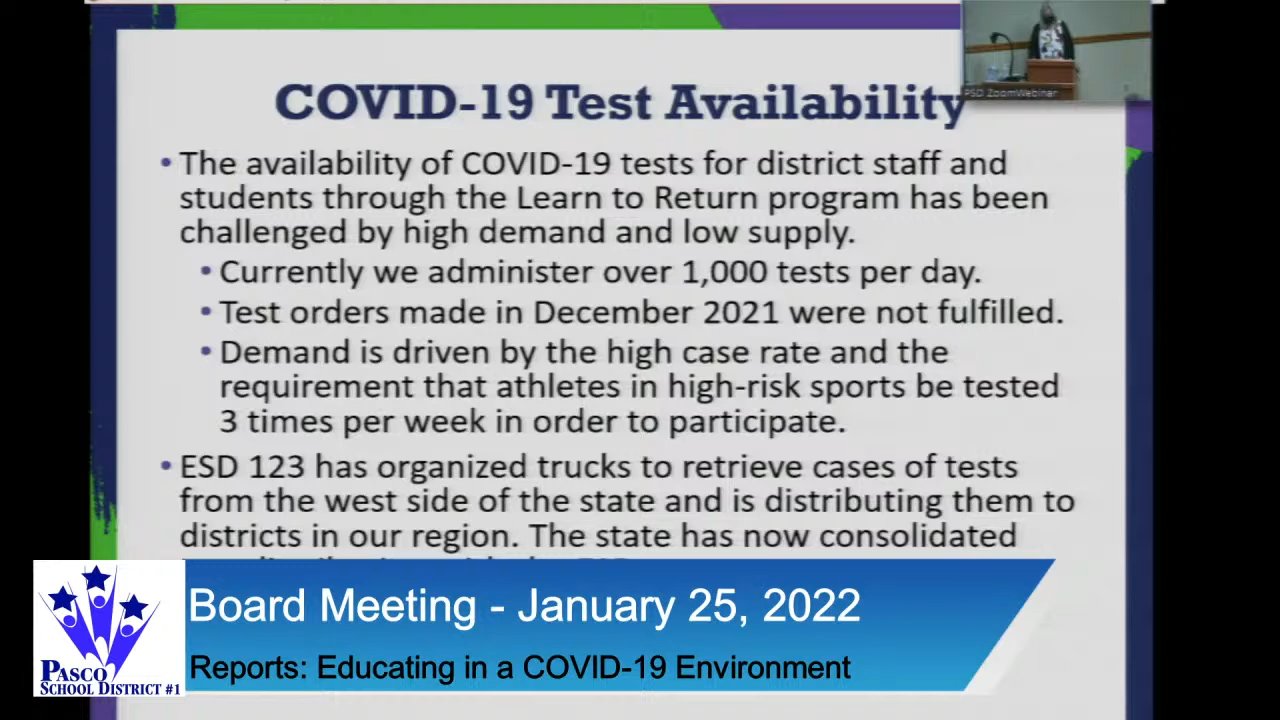 COVID-19 Test Availability
PSD ZoomWebinar
• The availability of COVID-19 tests for district staff and
students through the Learn to Return program has been
challenged by high demand and low supply.
• Currently we administer over 1,000 tests per day.
• Test orders made in December 2021 were not fulfilled.
• Demand is driven by the high case rate and the
requirement that athletes in high-risk sports be tested
3 times per week in order to participate.
• ESD 123 has organized trucks to retrieve cases of tests
from the west side of the state and is distributing them to
districts in our region. The state has now consolidated
Board Meeting - January 25, 2022
Reports: Educating in a COVID-19 Environment
PASCO
SCHOOL DISTRICT #1